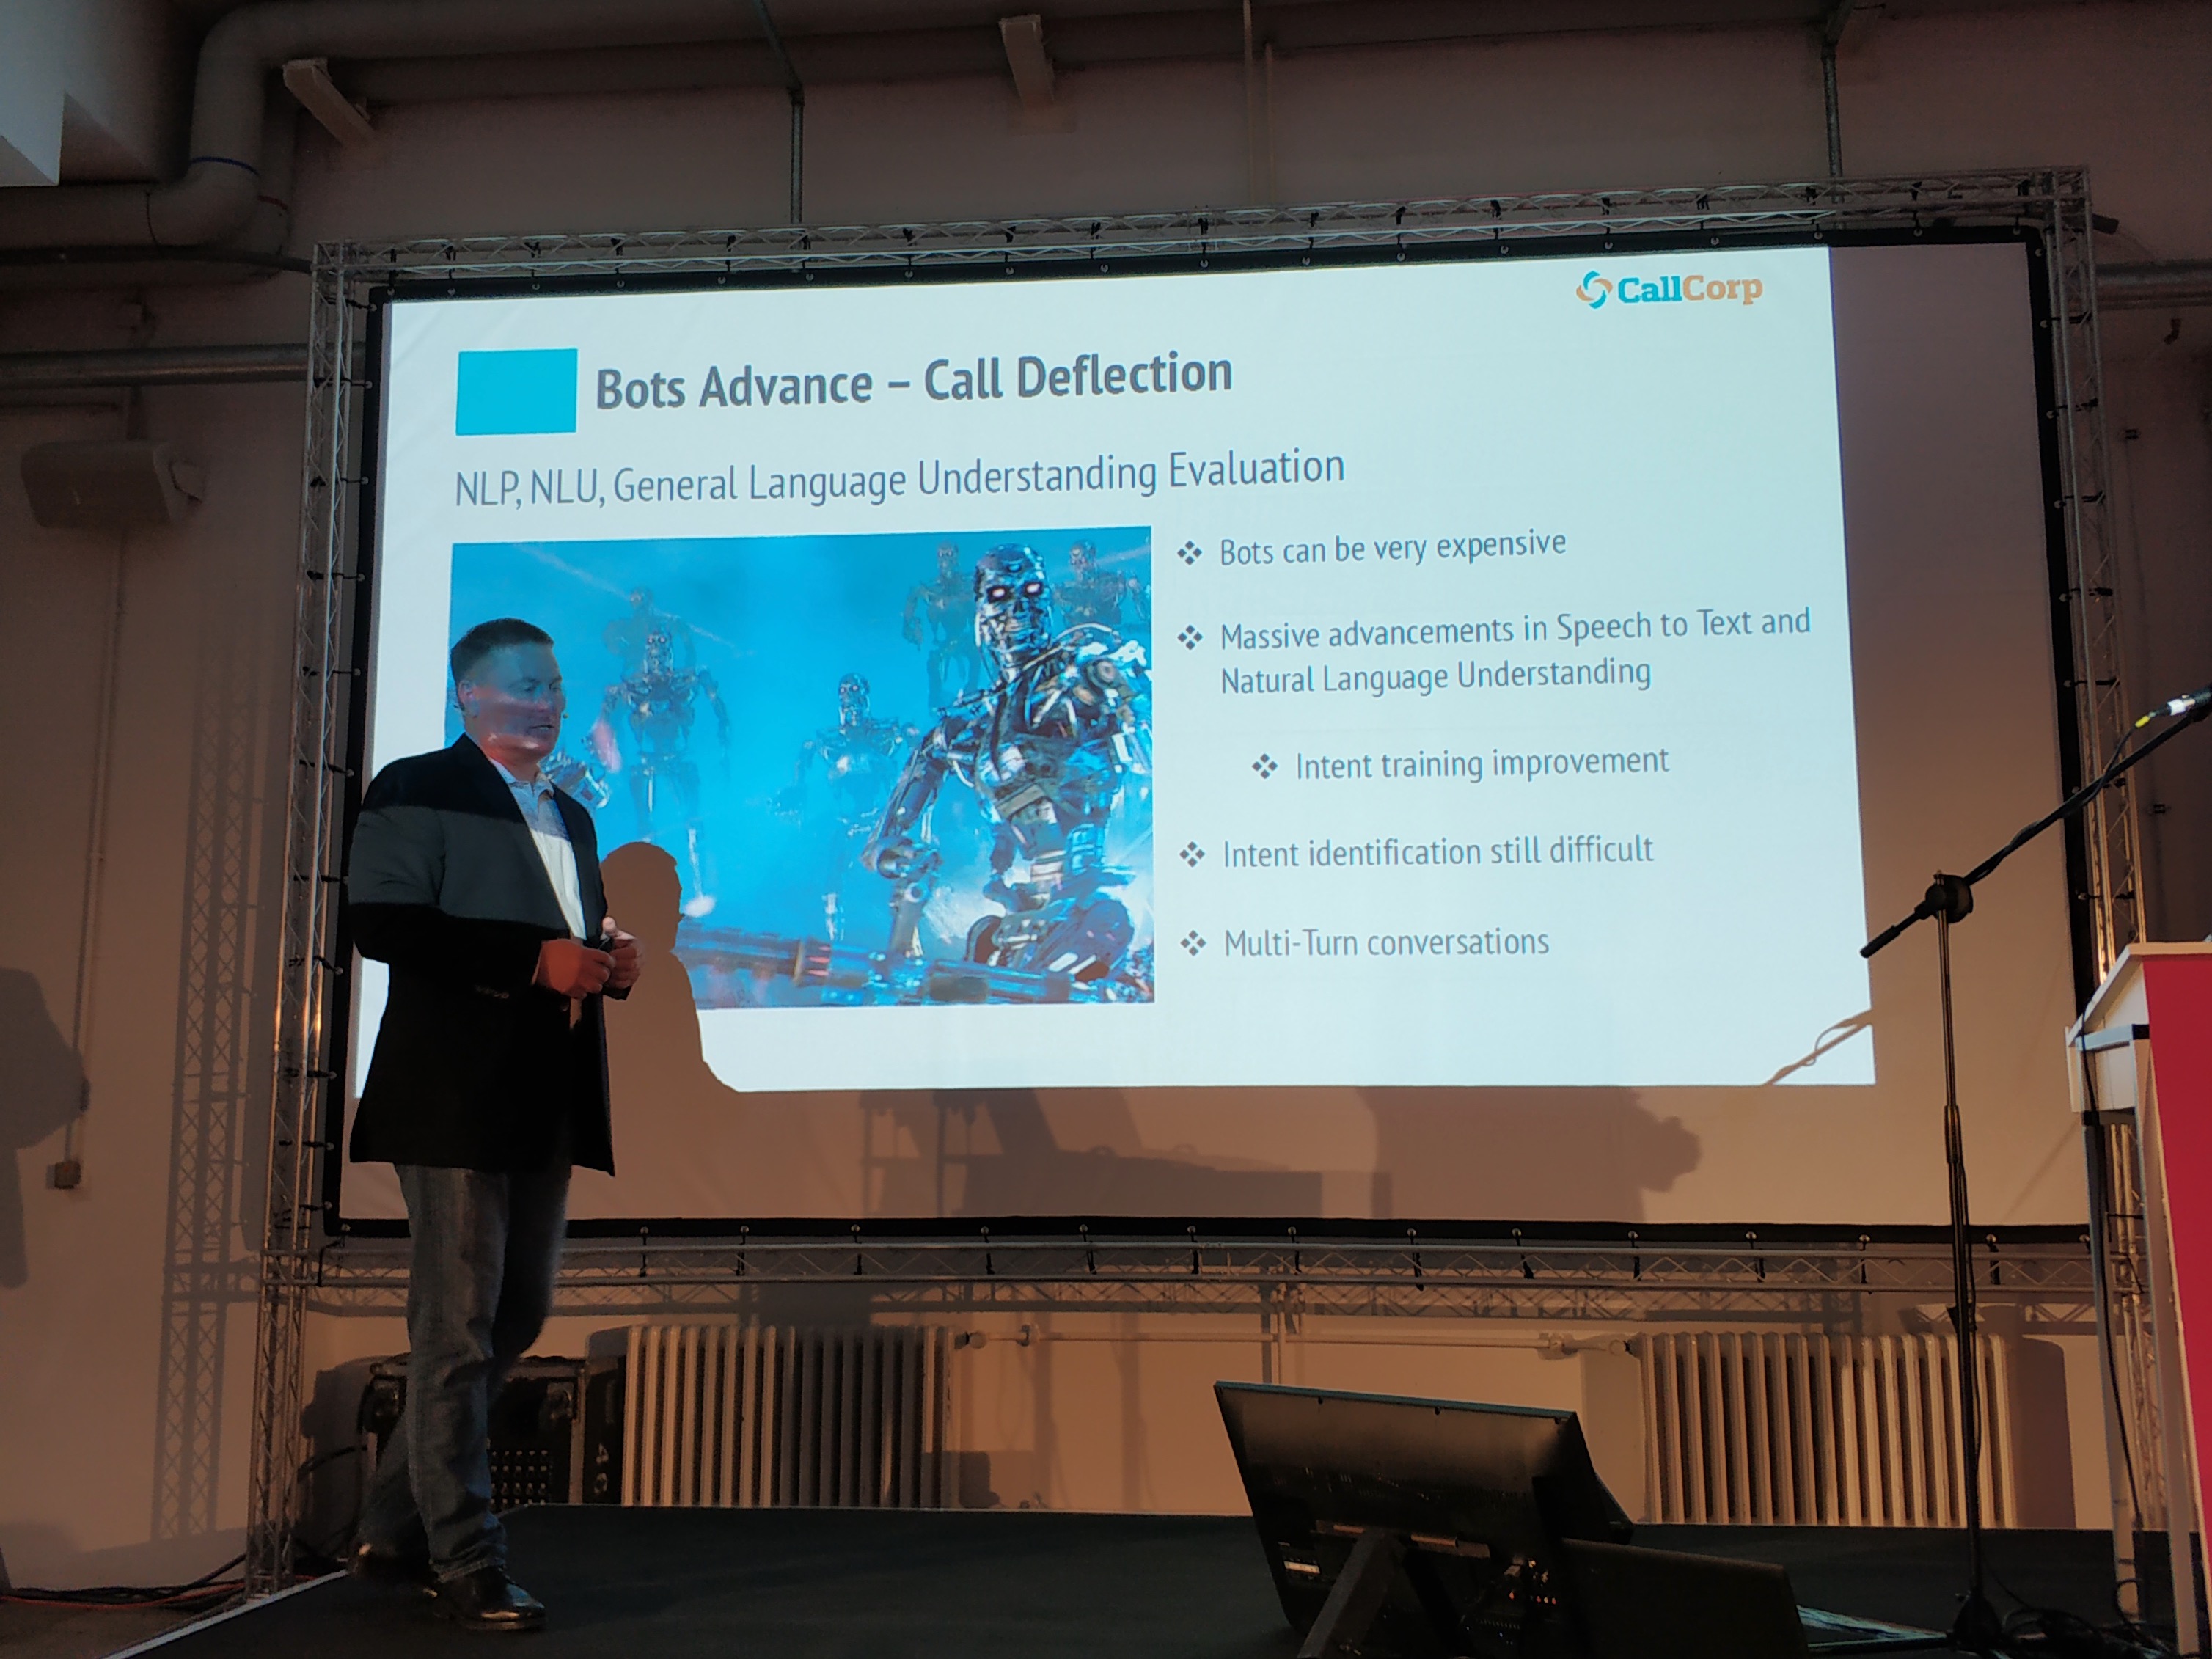 CallCorp
Bots Advance – Call Deflection
NLP, NLU, General Language Understanding Evaluation
Bots can be very expensive
Massive advancements in Speech to Text and
Natural Language Understanding
Intent training improvement
Intent identification still difficult
Multi-Turn conversations